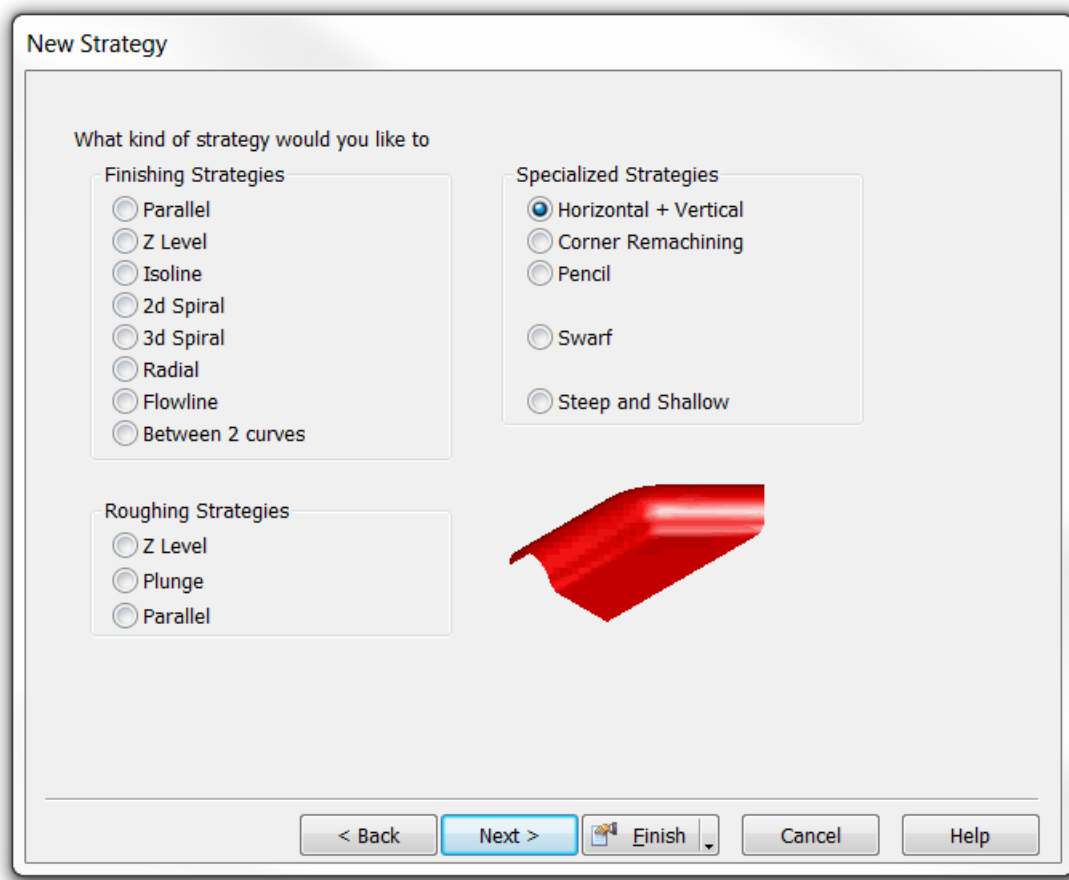 New Strategy
What kind of strategy would you like to
Finishing Strategies
Parallel
Z Level
Isoline
2d Spiral
3d Spiral
Radial
Flowline
Between 2 curves
Specialized Strategies
Horizontal + Vertical
Corner Remachining
Pencil
Swarf
Steep and Shallow
Roughing Strategies
Z Level
Plunge
Parallel
< Back Next > Finish Cancel Help